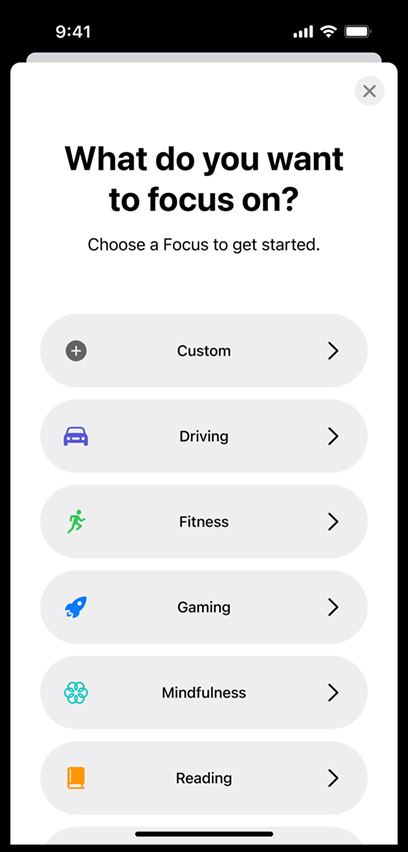 9:41
What do you want
to focus on?
Choose a Focus to get started.
Custom
Driving
Fitness
Gaming
Mindfulness
Reading